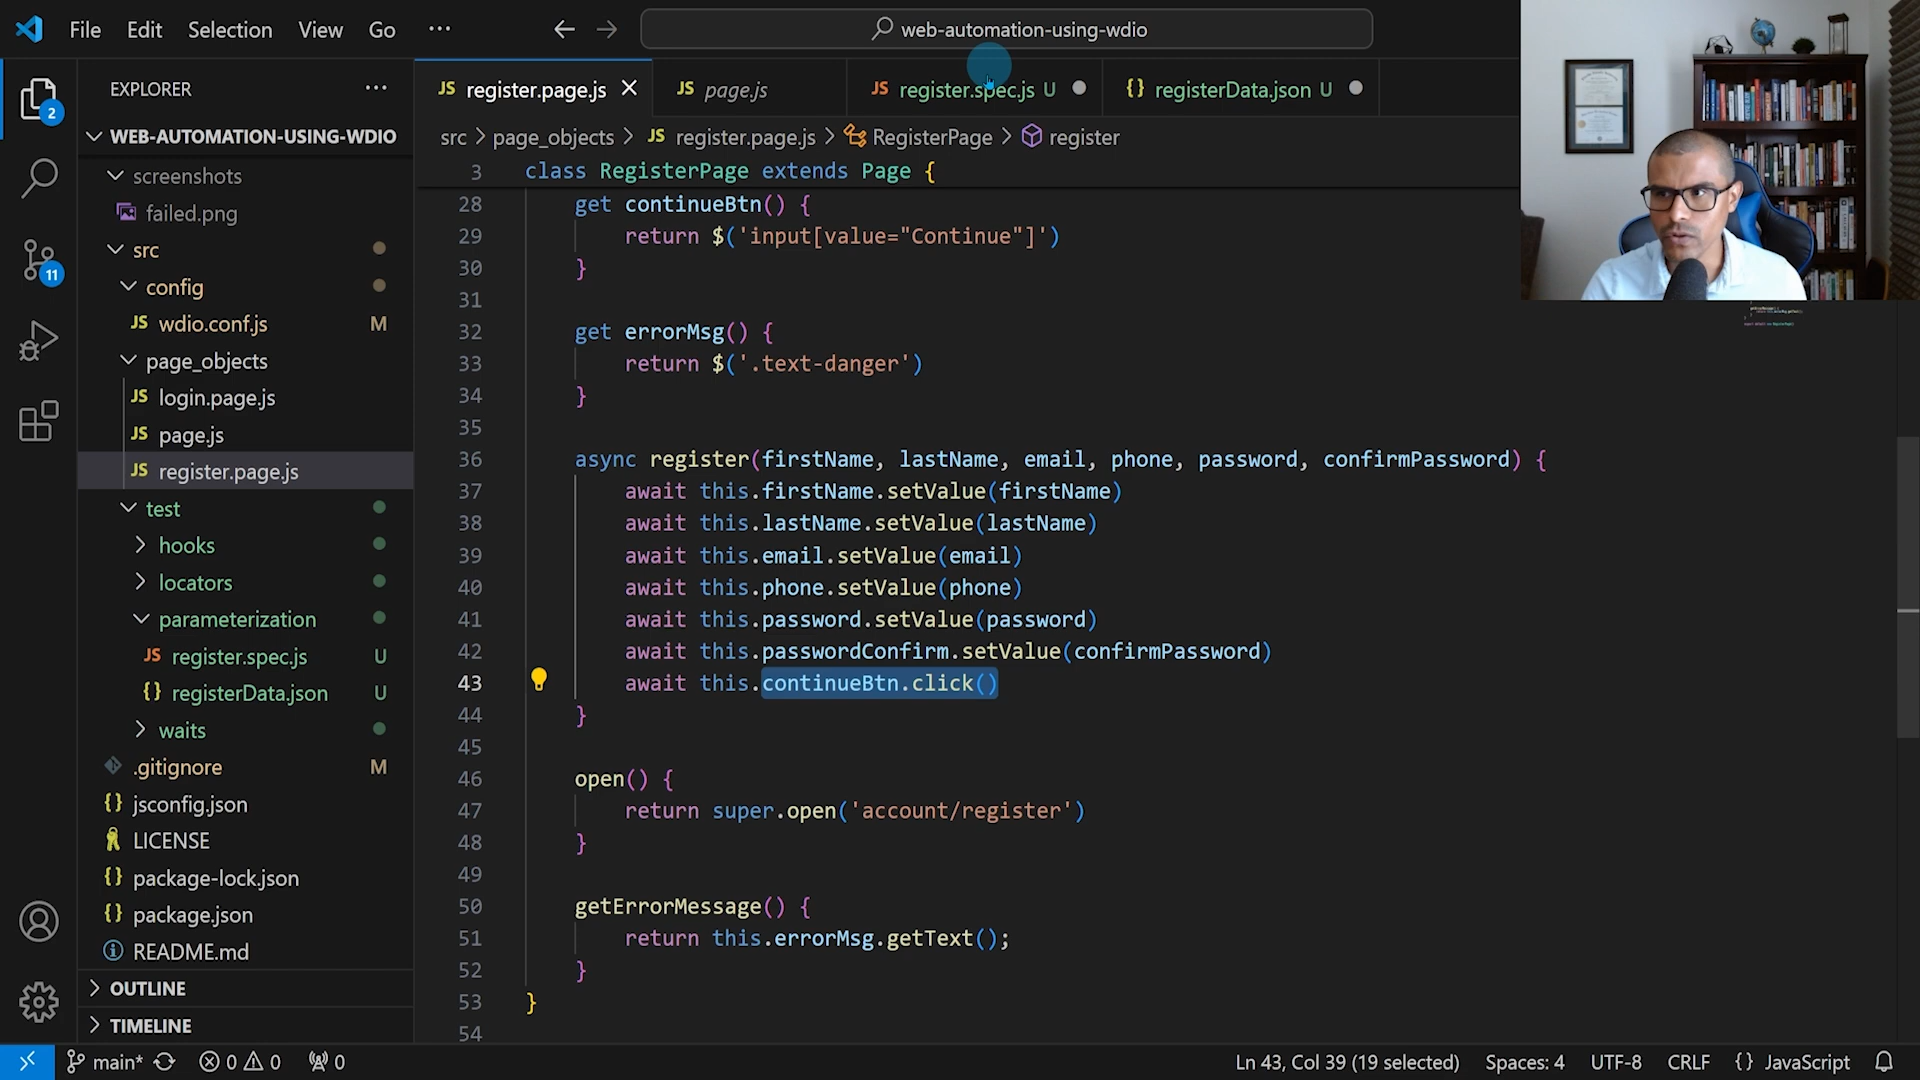 File Edit Selection View Go ··· web-automation-using-wdio
EXPLORER ···
JS register.page.js JS page.js JS register.spec.js U {} registerData.json U
src > page_objects > JS register.page.js > RegisterPage > register
2
11
WEB-AUTOMATION-USING-WDIO
screenshots
failed.png
src
config
JS wdio.conf.js M
page_objects
JS login.page.js
JS page.js
JS register.page.js
test
hooks
locators
parameterization
JS register.spec.js U
{} registerData.json U
waits
.gitignore M
{} jsconfig.json
LICENSE
{} package-lock.json
{} package.json
README.md
OUTLINE
TIMELINE
3 class RegisterPage extends Page {
28 get continueBtn() {
29 return $('input[value="Continue"]')
30 }
31
32 get errorMsg() {
33 return $('.text-danger')
34 }
35
36 async register(firstName, lastName, email, phone, password, confirmPassword) {
37 await this.firstName.setValue(firstName)
38 await this.lastName.setValue(lastName)
39 await this.email.setValue(email)
40 await this.phone.setValue(phone)
41 await this.password.setValue(password)
42 await this.passwordConfirm.setValue(confirmPassword)
43 await this.continueBtn.click()
44 }
45
46 open() {
47 return super.open('account/register')
48 }
49
50 getErrorMessage() {
51 return this.errorMsg.getText();
52 }
53 }
54
main* 0 0 0 Ln 43, Col 39 (19 selected) Spaces: 4 UTF-8 CRLF {} JavaScript